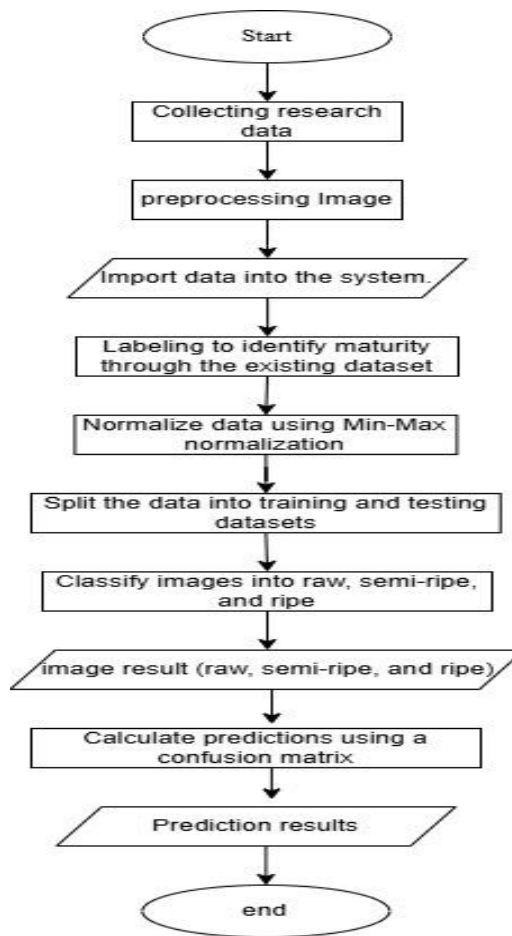 Start
Collecting research
data
preprocessing Image
Import data into the system.
Labeling to identify maturity
through the existing dataset
Normalize data using Min-Max
normalization
Split the data into training and testing
datasets
Classify images into raw, semi-ripe,
and ripe
image result (raw, semi-ripe, and ripe)
Calculate predictions using a
confusion matrix
Prediction results
end